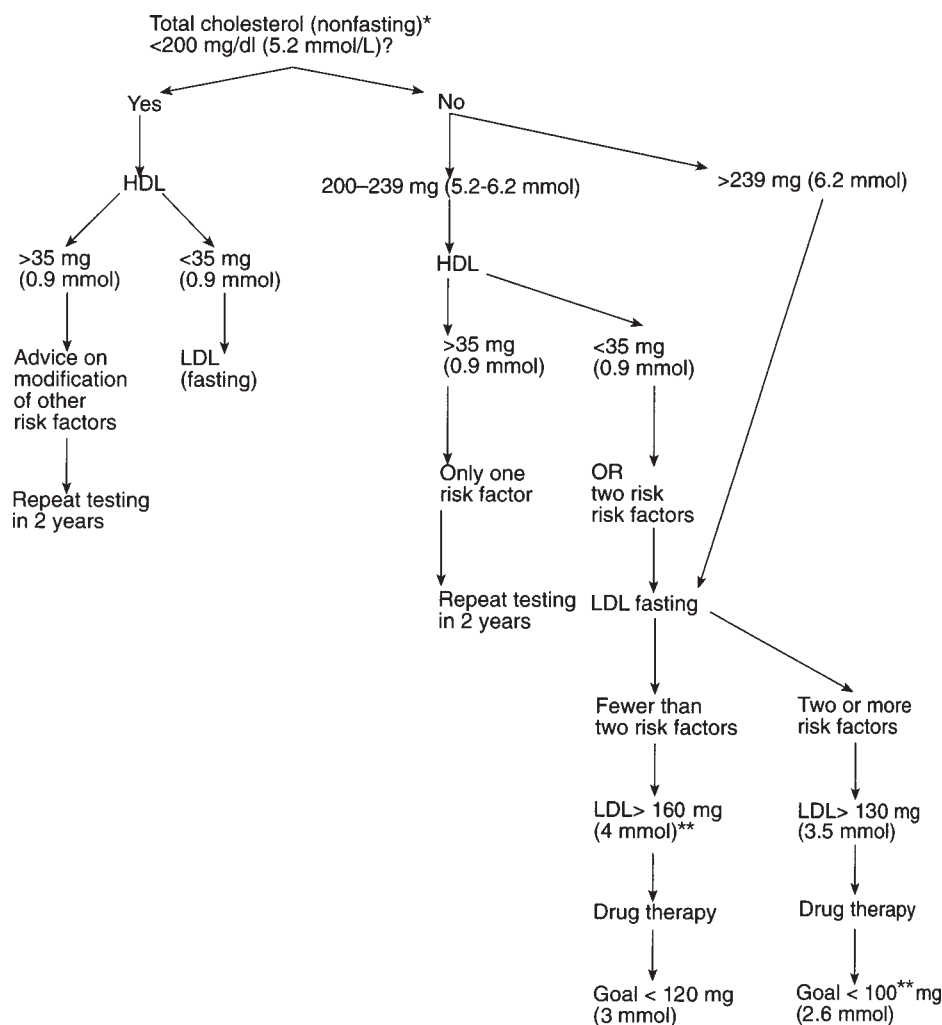 Total cholesterol (nonfasting)*
<200 mg/dl (5.2 mmol/L)?
Yes
No
HDL
200–239 mg (5.2-6.2 mmol)
>239 mg (6.2 mmol)
>35 mg
(0.9 mmol)
<35 mg
(0.9 mmol)
HDL
Advice on
modification
of other
risk factors
LDL
(fasting)
>35 mg
(0.9 mmol)
<35 mg
(0.9 mmol)
Repeat testing
in 2 years
Only one
risk factor
OR
two risk
risk factors
Repeat testing
in 2 years
LDL fasting
Fewer than
two risk factors
Two or more
risk factors
LDL> 160 mg
(4 mmol)**
LDL> 130 mg
(3.5 mmol)
Drug therapy
Drug therapy
Goal < 120 mg
(3 mmol)
Goal < 100**mg
(2.6 mmol)